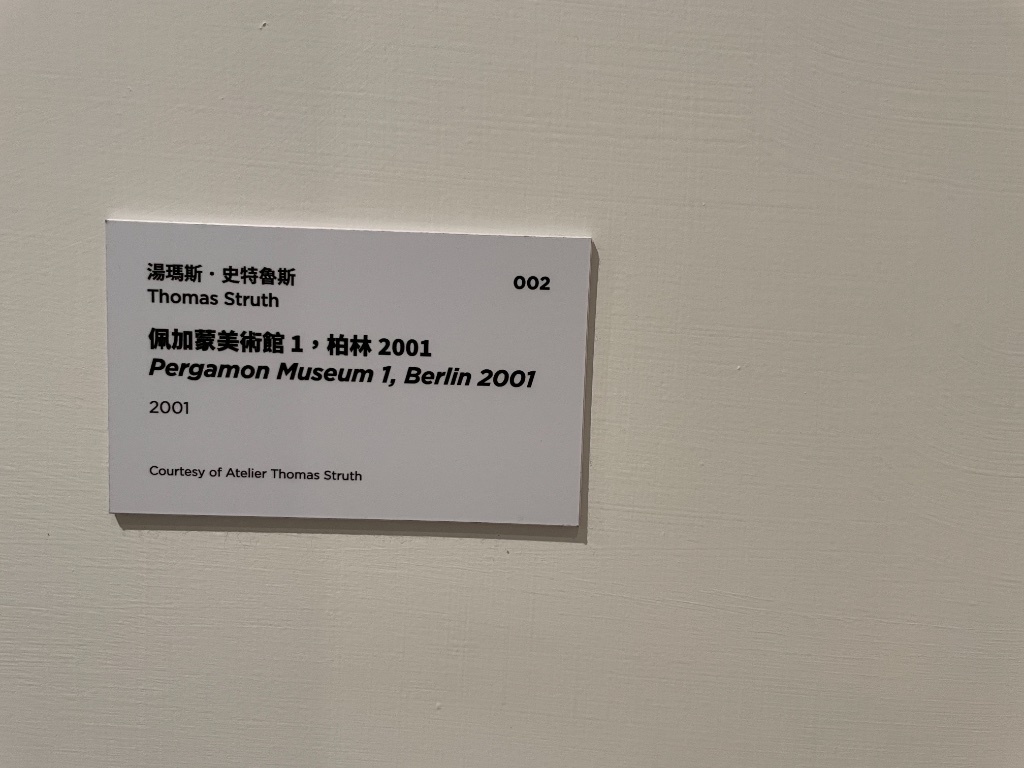 湯瑪斯・史特魯斯
002
Thomas Struth
佩加蒙美術館 1，柏林 2001
Pergamon Museum 1, Berlin 2001
2001
Courtesy of Atelier Thomas Struth